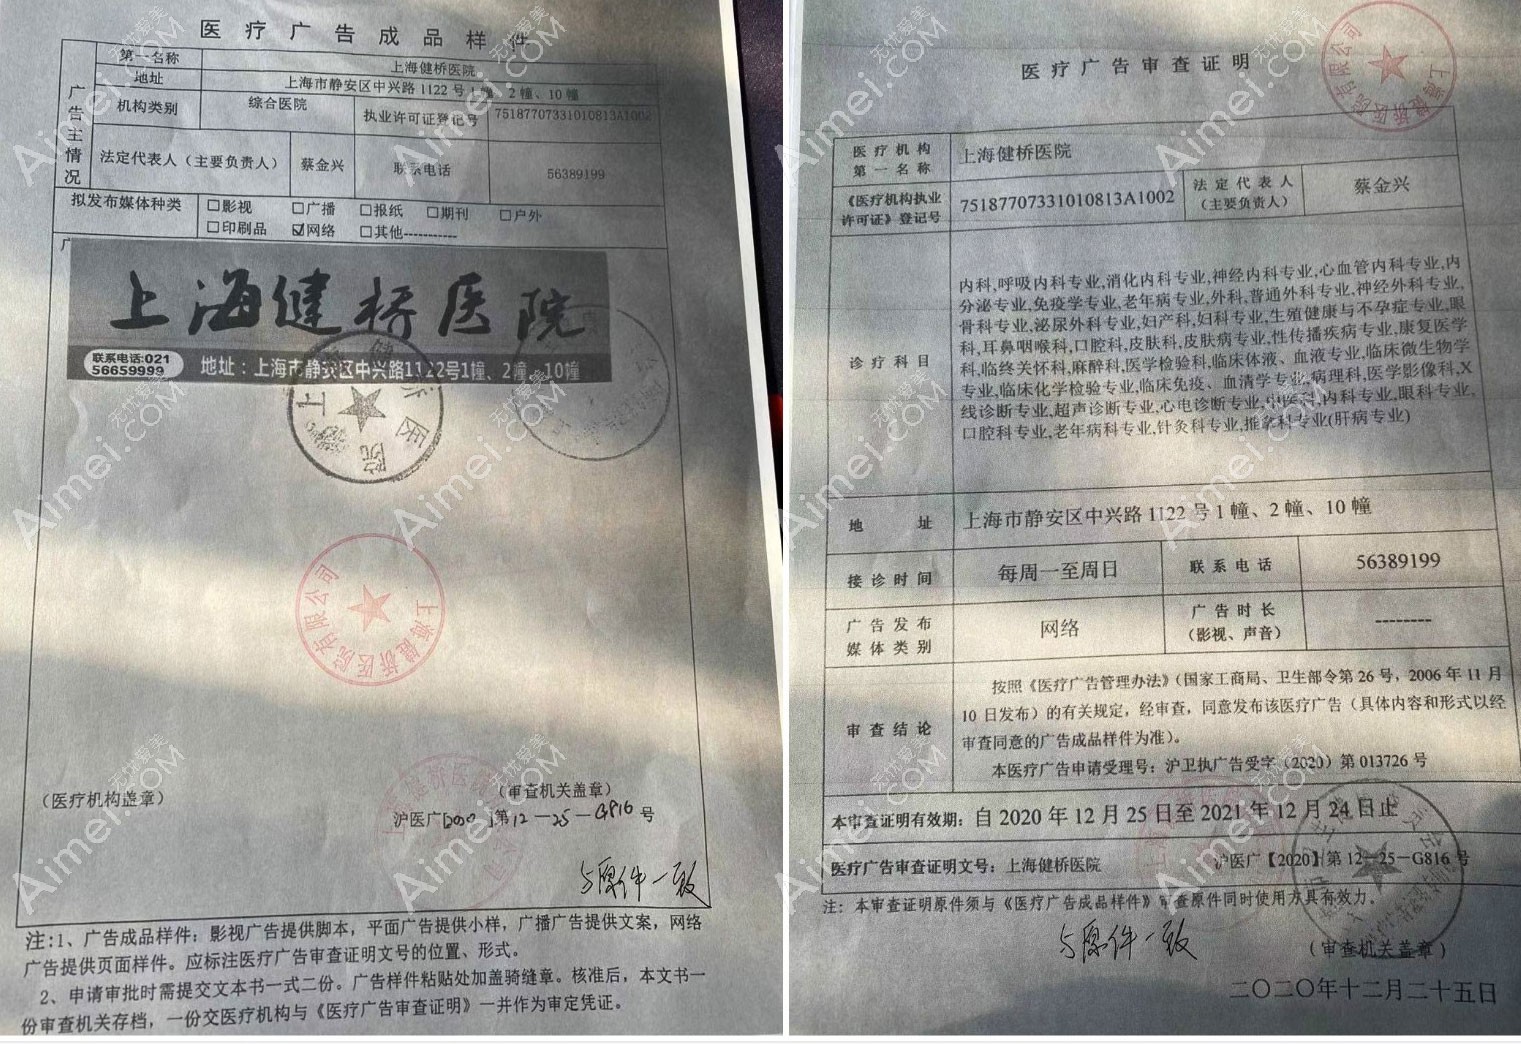 医疗广告成品样件
广告主情况
第一名称 上海健桥医院
地址 上海市静安区中兴路1122号1幢、2幢、10幢
机构类别 综合医院 执业许可证登记号 75187707331010813A1002
法定代表人（主要负责人） 蔡金兴 联系电话 56389199
拟发布媒体种类
□影视 □广播 □报纸 □期刊 □户外
□印刷品 ☑网络 □其他-----------
上海健桥医院
联系电话:021
56659999
地址：上海市静安区中兴路1122号1幢、2幢、10幢
上海健桥医院有限公司
（医疗机构盖章）
（审查机关盖章）
沪医广【2020】第12-25-G816号
与原件一致
注:1、广告成品样件：影视广告提供脚本，平面广告提供小样，广播广告提供文案，网络
广告提供页面样件。应标注医疗广告审查证明文号的位置、形式。
2、申请审批时需提交文本书一式二份。广告样件粘贴处加盖骑缝章。核准后，本文书一
份审查机关存档，一份交医疗机构与《医疗广告审查证明》一并作为审定凭证。
医疗广告审查证明
上海健桥医院有限公司
医疗机构
第一名称
上海健桥医院
《医疗机构执业
许可证》登记号
75187707331010813A1002
法定代表人
（主要负责人）
蔡金兴
诊疗科目
内科,呼吸内科专业,消化内科专业,神经内科专业,心血管内科专业,内
分泌专业,免疫学专业,老年病专业,外科,普通外科专业,神经外科专业,
骨科专业,泌尿外科专业,妇产科,妇科专业,生殖健康与不孕症专业,眼
科,耳鼻咽喉科,口腔科,皮肤科,皮肤病专业,性传播疾病专业,康复医学
科,临终关怀科,麻醉科,医学检验科,临床体液、血液专业,临床微生物学
专业,临床化学检验专业,临床免疫、血清学专业,病理科,医学影像科,X
线诊断专业,超声诊断专业,心电诊断专业,中医科,内科专业,眼科专业,
口腔科专业,老年病科专业,针灸科专业,推拿科专业(肝病专业)
地址 上海市静安区中兴路1122号1幢、2幢、10幢
接诊时间 每周一至周日 联系电话 56389199
广告发布
媒体类别
网络
广告时长
（影视、声音）
--------
审查结论
按照《医疗广告管理办法》（国家工商局、卫生部令第26号，2006年11月
10日发布）的有关规定，经审查，同意发布该医疗广告（具体内容和形式以经
审查同意的广告成品样件为准）。
本医疗广告申请受理号：沪卫执广告受字（2020）第013726号
本审查证明有效期：自2020年12月25日至2021年12月24日止
医疗广告审查证明文号：上海健桥医院 沪医广【2020】第12-25-G816号
注：本审查证明原件须与《医疗广告成品样件》审查原件同时使用方具有效力。
与原件一致
（审查机关盖章）
二〇二〇年十二月二十五日
无忧爱美
Aimei.COM